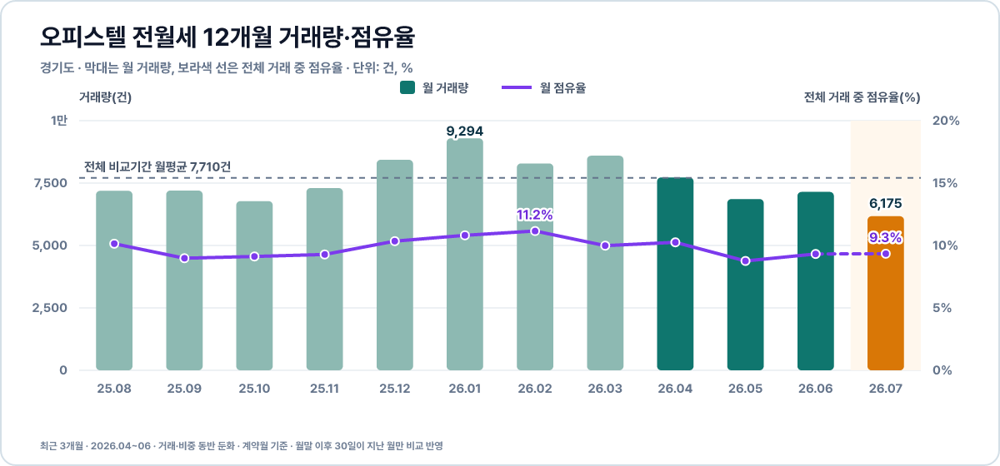 오피스텔 전월세 12개월 거래량·점유율
경기도 · 막대는 월 거래량, 보라색 선은 전체 거래 중 점유율 · 단위: 건, %
월 거래량
월 점유율
거래량(건)
전체 거래 중 점유율(%)
1만
7,500
5,000
2,500
0
20%
15%
10%
5%
0%
전체 비교기간 월평균 7,710건
9,294
11.2%
6,175
9.3%
25.08
25.09
25.10
25.11
25.12
26.01
26.02
26.03
26.04
26.05
26.06
26.07
최근 3개월 · 2026.04~06 · 거래·비중 동반 둔화 · 계약월 기준 · 월말 이후 30일이 지난 월만 비교 반영